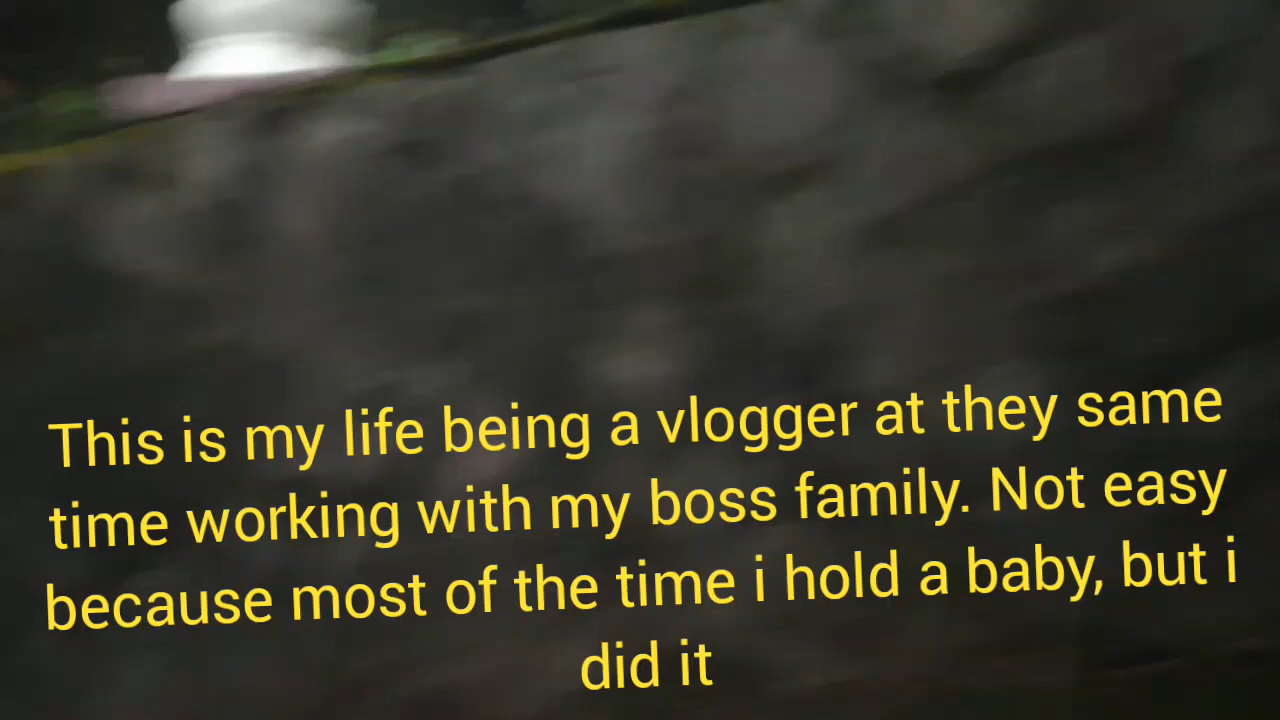 This is my life being a vlogger at they same
time working with my boss family. Not easy
because most of the time i hold a baby, but i
did it